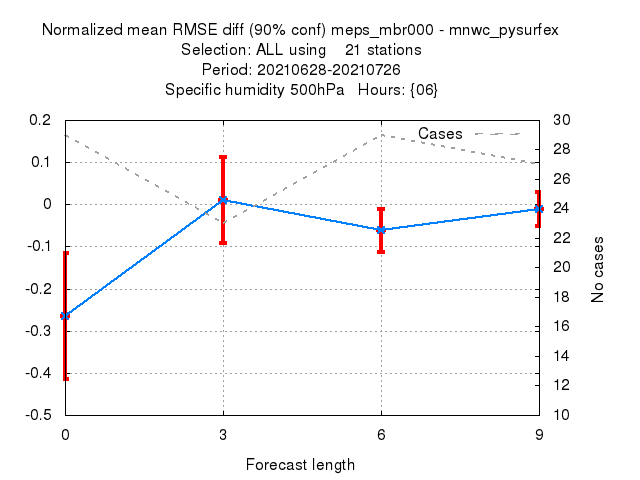 Normalized mean RMSE diff (90% conf) meps_mbr000 - mnwc_pysurfex
Selection: ALL using 21 stations
Period: 20210628-20210726
Specific humidity 500hPa Hours: {06}
0.2
0.1
0
-0.1
-0.2
-0.3
-0.4
-0.5
Cases
30
28
26
24
22
20
18
16
14
12
10
No cases
0 3 6 9
Forecast length